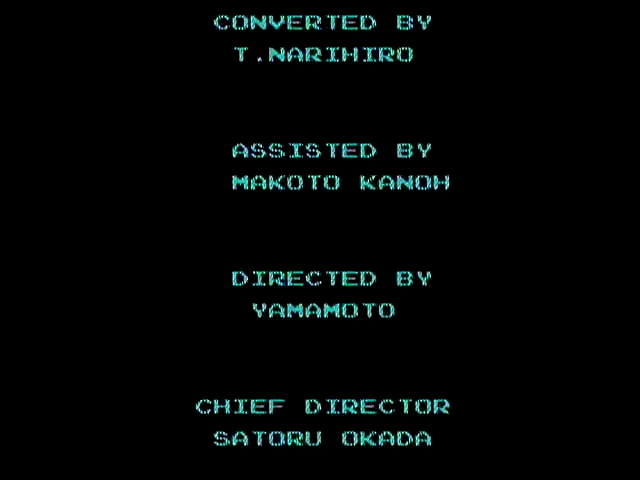 CONVERTED BY
T.NARIHIRO
ASSISTED BY
MAKOTO KANOH
DIRECTED BY
YAMAMOTO
CHIEF DIRECTOR
SATORU OKADA